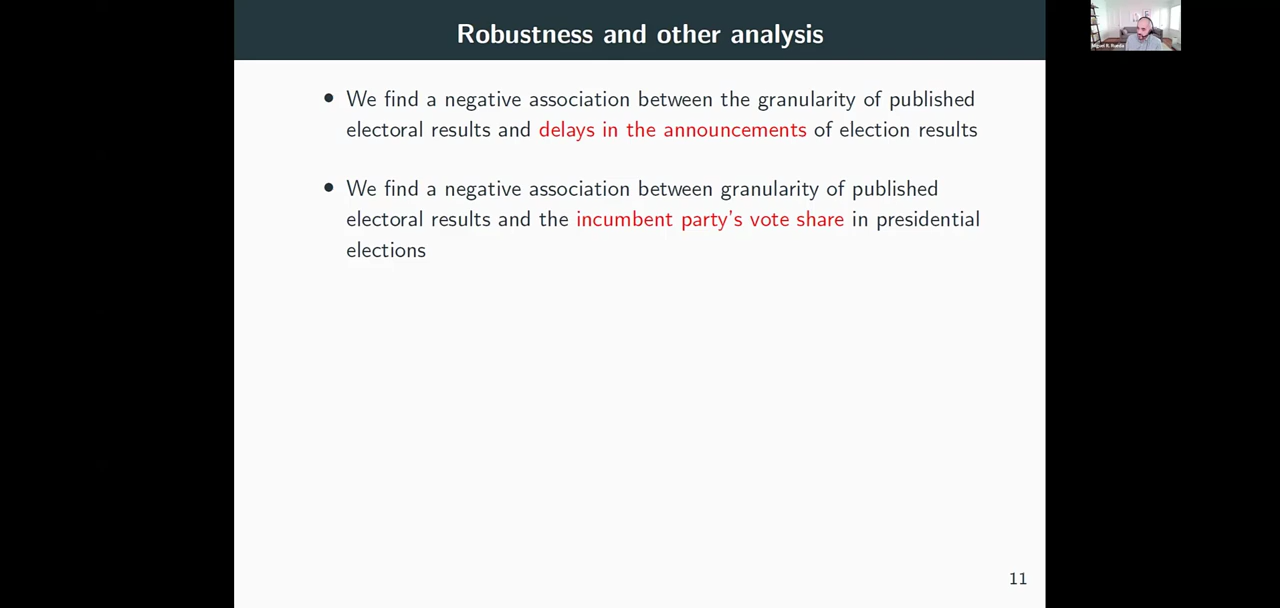 Robustness and other analysis
Miguel R. Rueda
• We find a negative association between the granularity of published
electoral results and delays in the announcements of election results
• We find a negative association between granularity of published
electoral results and the incumbent party's vote share in presidential
elections
11